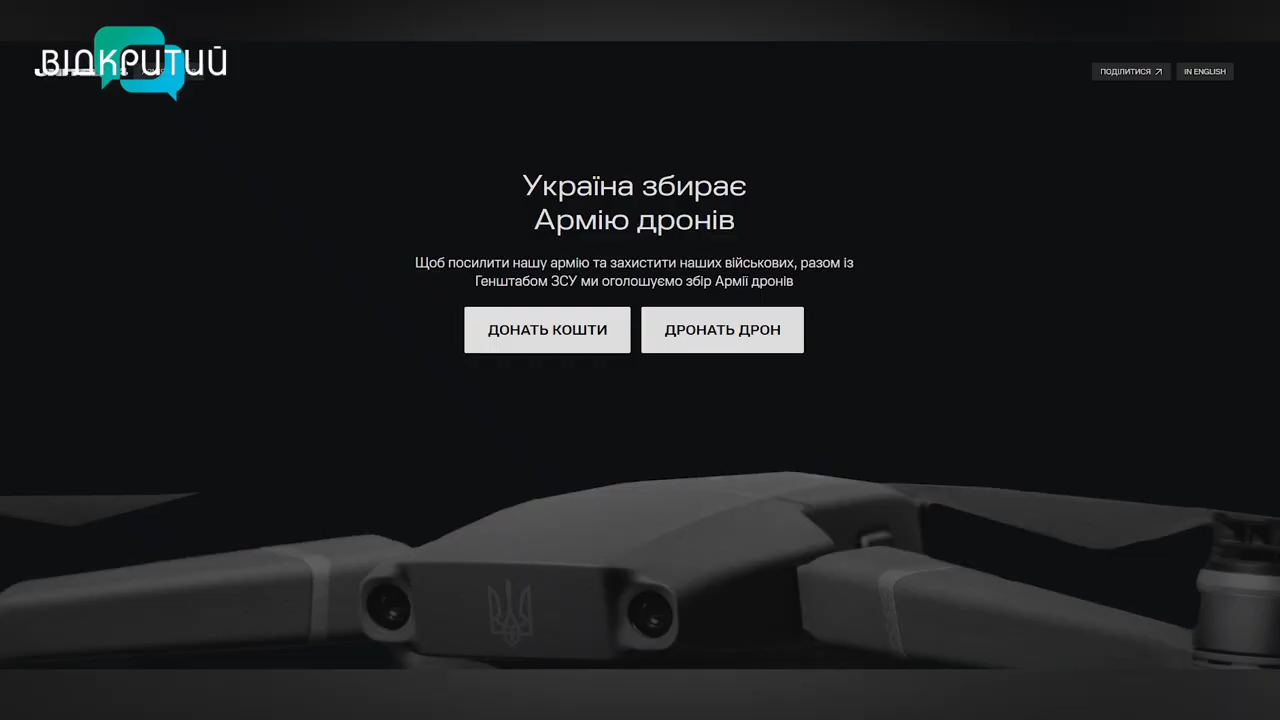 ВІДКРИТИЙ
ПОДІЛИТИСЯ
IN ENGLISH
Україна збирає
Армію дронів
Щоб посилити нашу армію та захистити наших військових, разом із
Генштабом ЗСУ ми оголошуємо збір Армії дронів
ДОНАТЬ КОШТИ
ДРОНАТЬ ДРОН